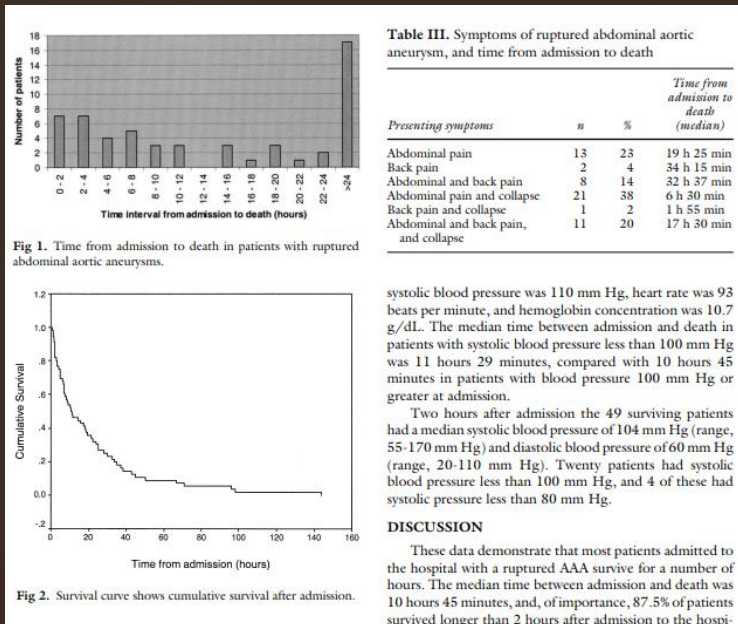 18
16
14
12
10
8
6
4
2
0
Number of patients
0 - 2
2 - 4
4 - 6
6 - 8
8 - 10
10 - 12
12 - 14
14 - 16
16 - 18
18 - 20
20 - 22
22 - 24
>24
Time interval from admission to death (hours)
Fig 1. Time from admission to death in patients with ruptured
abdominal aortic aneurysms.
1.2
1.0
.8
.6
.4
.2
0.0
-.2
Cumulative Survival
0 20 40 60 80 100 120 140 160
Time from admission (hours)
Fig 2. Survival curve shows cumulative survival after admission.
Table III. Symptoms of ruptured abdominal aortic
aneurysm, and time from admission to death
Time from
admission to
death
Presenting symptoms n % (median)
Abdominal pain 13 23 19 h 25 min
Back pain 2 4 34 h 15 min
Abdominal and back pain 8 14 32 h 37 min
Abdominal pain and collapse 21 38 6 h 30 min
Back pain and collapse 1 2 1 h 55 min
Abdominal and back pain, 11 20 17 h 30 min
and collapse
systolic blood pressure was 110 mm Hg, heart rate was 93
beats per minute, and hemoglobin concentration was 10.7
g/dL. The median time between admission and death in
patients with systolic blood pressure less than 100 mm Hg
was 11 hours 29 minutes, compared with 10 hours 45
minutes in patients with blood pressure 100 mm Hg or
greater at admission.
Two hours after admission the 49 surviving patients
had a median systolic blood pressure of 104 mm Hg (range,
55-170 mm Hg) and diastolic blood pressure of 60 mm Hg
(range, 20-110 mm Hg). Twenty patients had systolic
blood pressure less than 100 mm Hg, and 4 of these had
systolic pressure less than 80 mm Hg.
DISCUSSION
These data demonstrate that most patients admitted to
the hospital with a ruptured AAA survive for a number of
hours. The median time between admission and death was
10 hours 45 minutes, and, of importance, 87.5% of patients
survived longer than 2 hours after admission to the hospi-